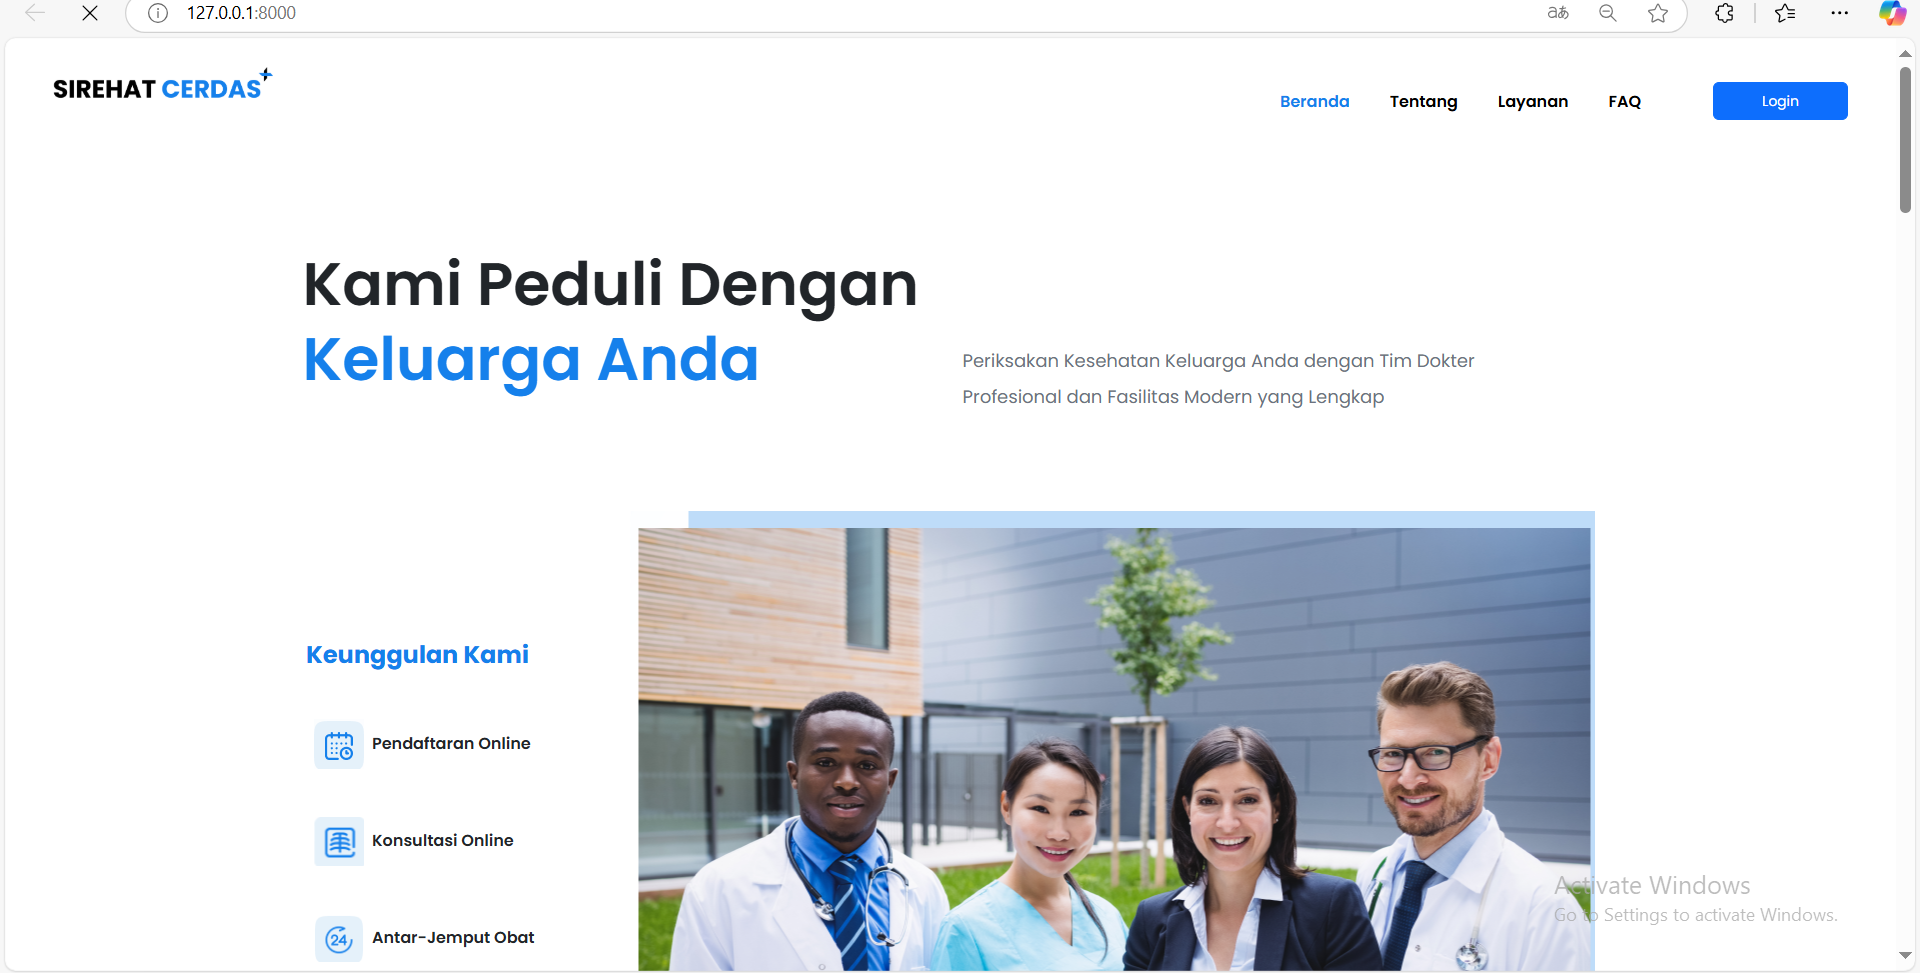 127.0.0.1:8000
aあ
SIREHAT CERDAS
Beranda
Tentang
Layanan
FAQ
Login
Kami Peduli Dengan
Keluarga Anda
Periksakan Kesehatan Keluarga Anda dengan Tim Dokter
Profesional dan Fasilitas Modern yang Lengkap
Keunggulan Kami
Pendaftaran Online
Konsultasi Online
24
Antar-Jemput Obat
Activate Windows
Go to Settings to activate Windows.